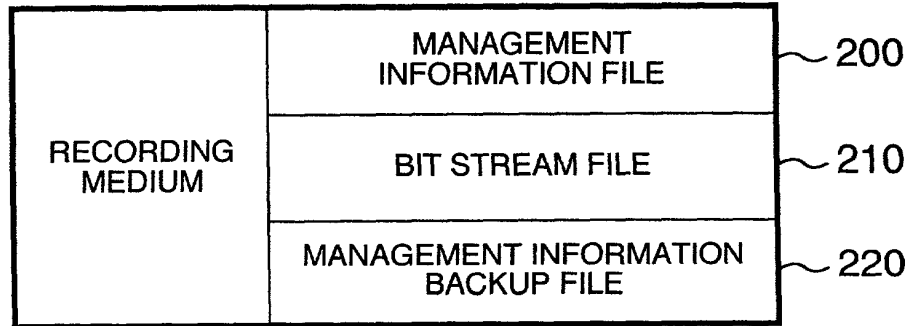 RECORDING
MEDIUM
MANAGEMENT
INFORMATION FILE
200
BIT STREAM FILE
210
MANAGEMENT INFORMATION
BACKUP FILE
220